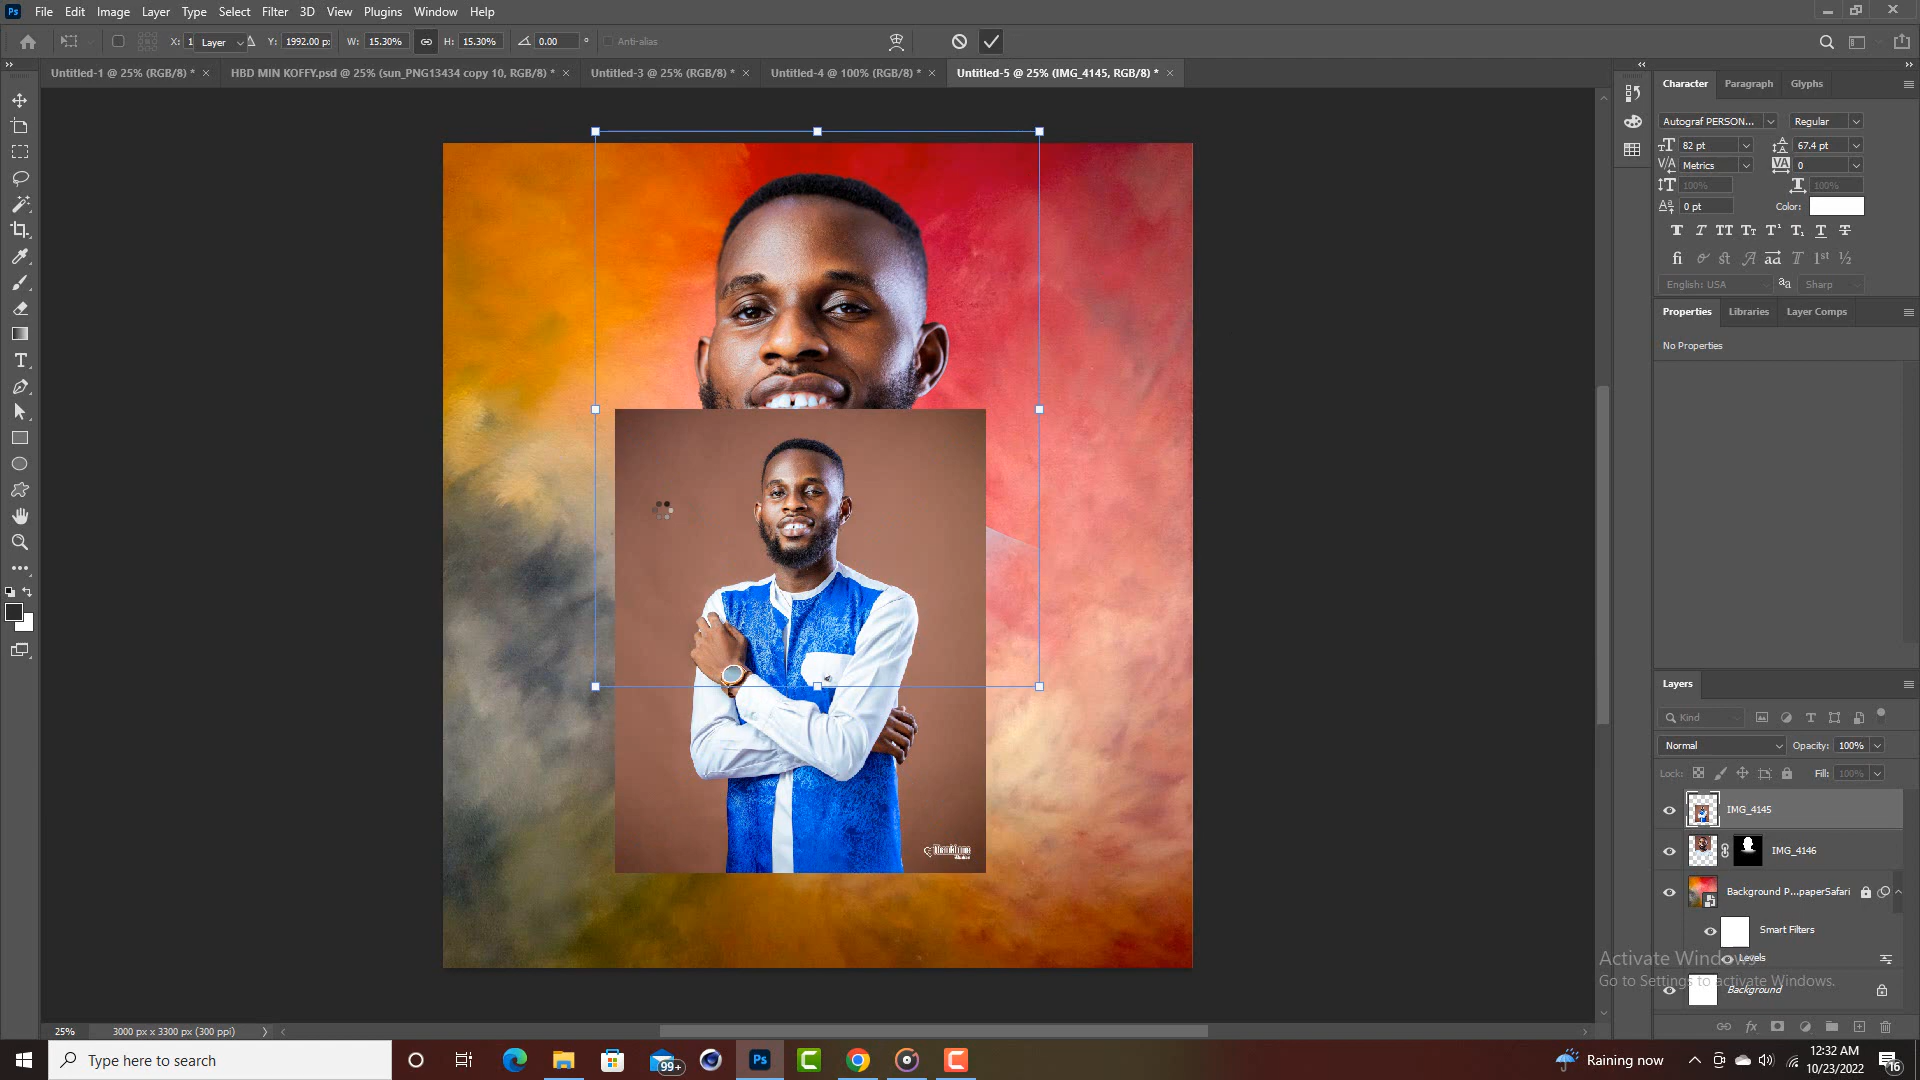 Ps File Edit Image Layer Type Select Filter 3D View Plugins Window Help
X: 1 Layer Y: 1992.00 p: W: 15.30% H: 15.30% 0.00 ° Anti-alias
Untitled-1 @ 25% (RGB/8) * × HBD MIN KOFFY.psd @ 25% (sun_PNG13434 copy 10, RGB/8) * × Untitled-3 @ 25% (RGB/8) * × Untitled-4 @ 100% (RGB/8) * × Untitled-5 @ 25% (IMG_4145, RGB/8) * ×
Character Paragraph Glyphs
Autograf PERSON... Regular
82 pt 67.4 pt
Metrics 0
100% 100%
0 pt Color:
English: USA aa Sharp
Properties Libraries Layer Comps
No Properties
Layers
Kind
Normal Opacity: 100%
Lock: Fill: 100%
IMG_4145
IMG_4146
Background P...paperSafari
Smart Filters
Levels
Background
Activate Windows
Go to Settings to activate Windows.
25% 3000 px x 3300 px (300 ppi)
Type here to search
99+
Ps
Raining now
12:32 AM
10/23/2022
16